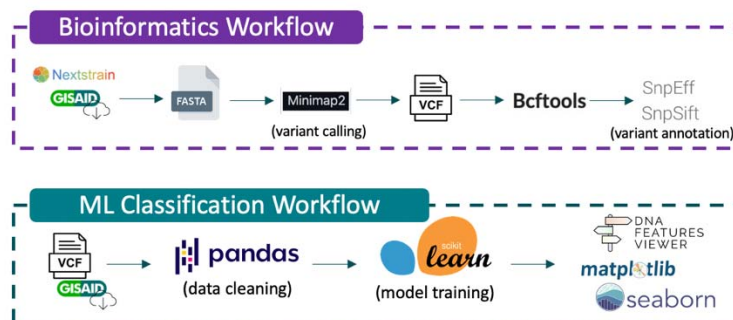 Bioinformatics Workflow
Nextstrain
GISAID
FASTA
Minimap2
(variant calling)
VCF
Bcftools
SnpEff
SnpSift
(variant annotation)
ML Classification Workflow
VCF
GISAID
pandas
(data cleaning)
scikit
learn
(model training)
DNA
FEATURES
VIEWER
matplotlib
seaborn